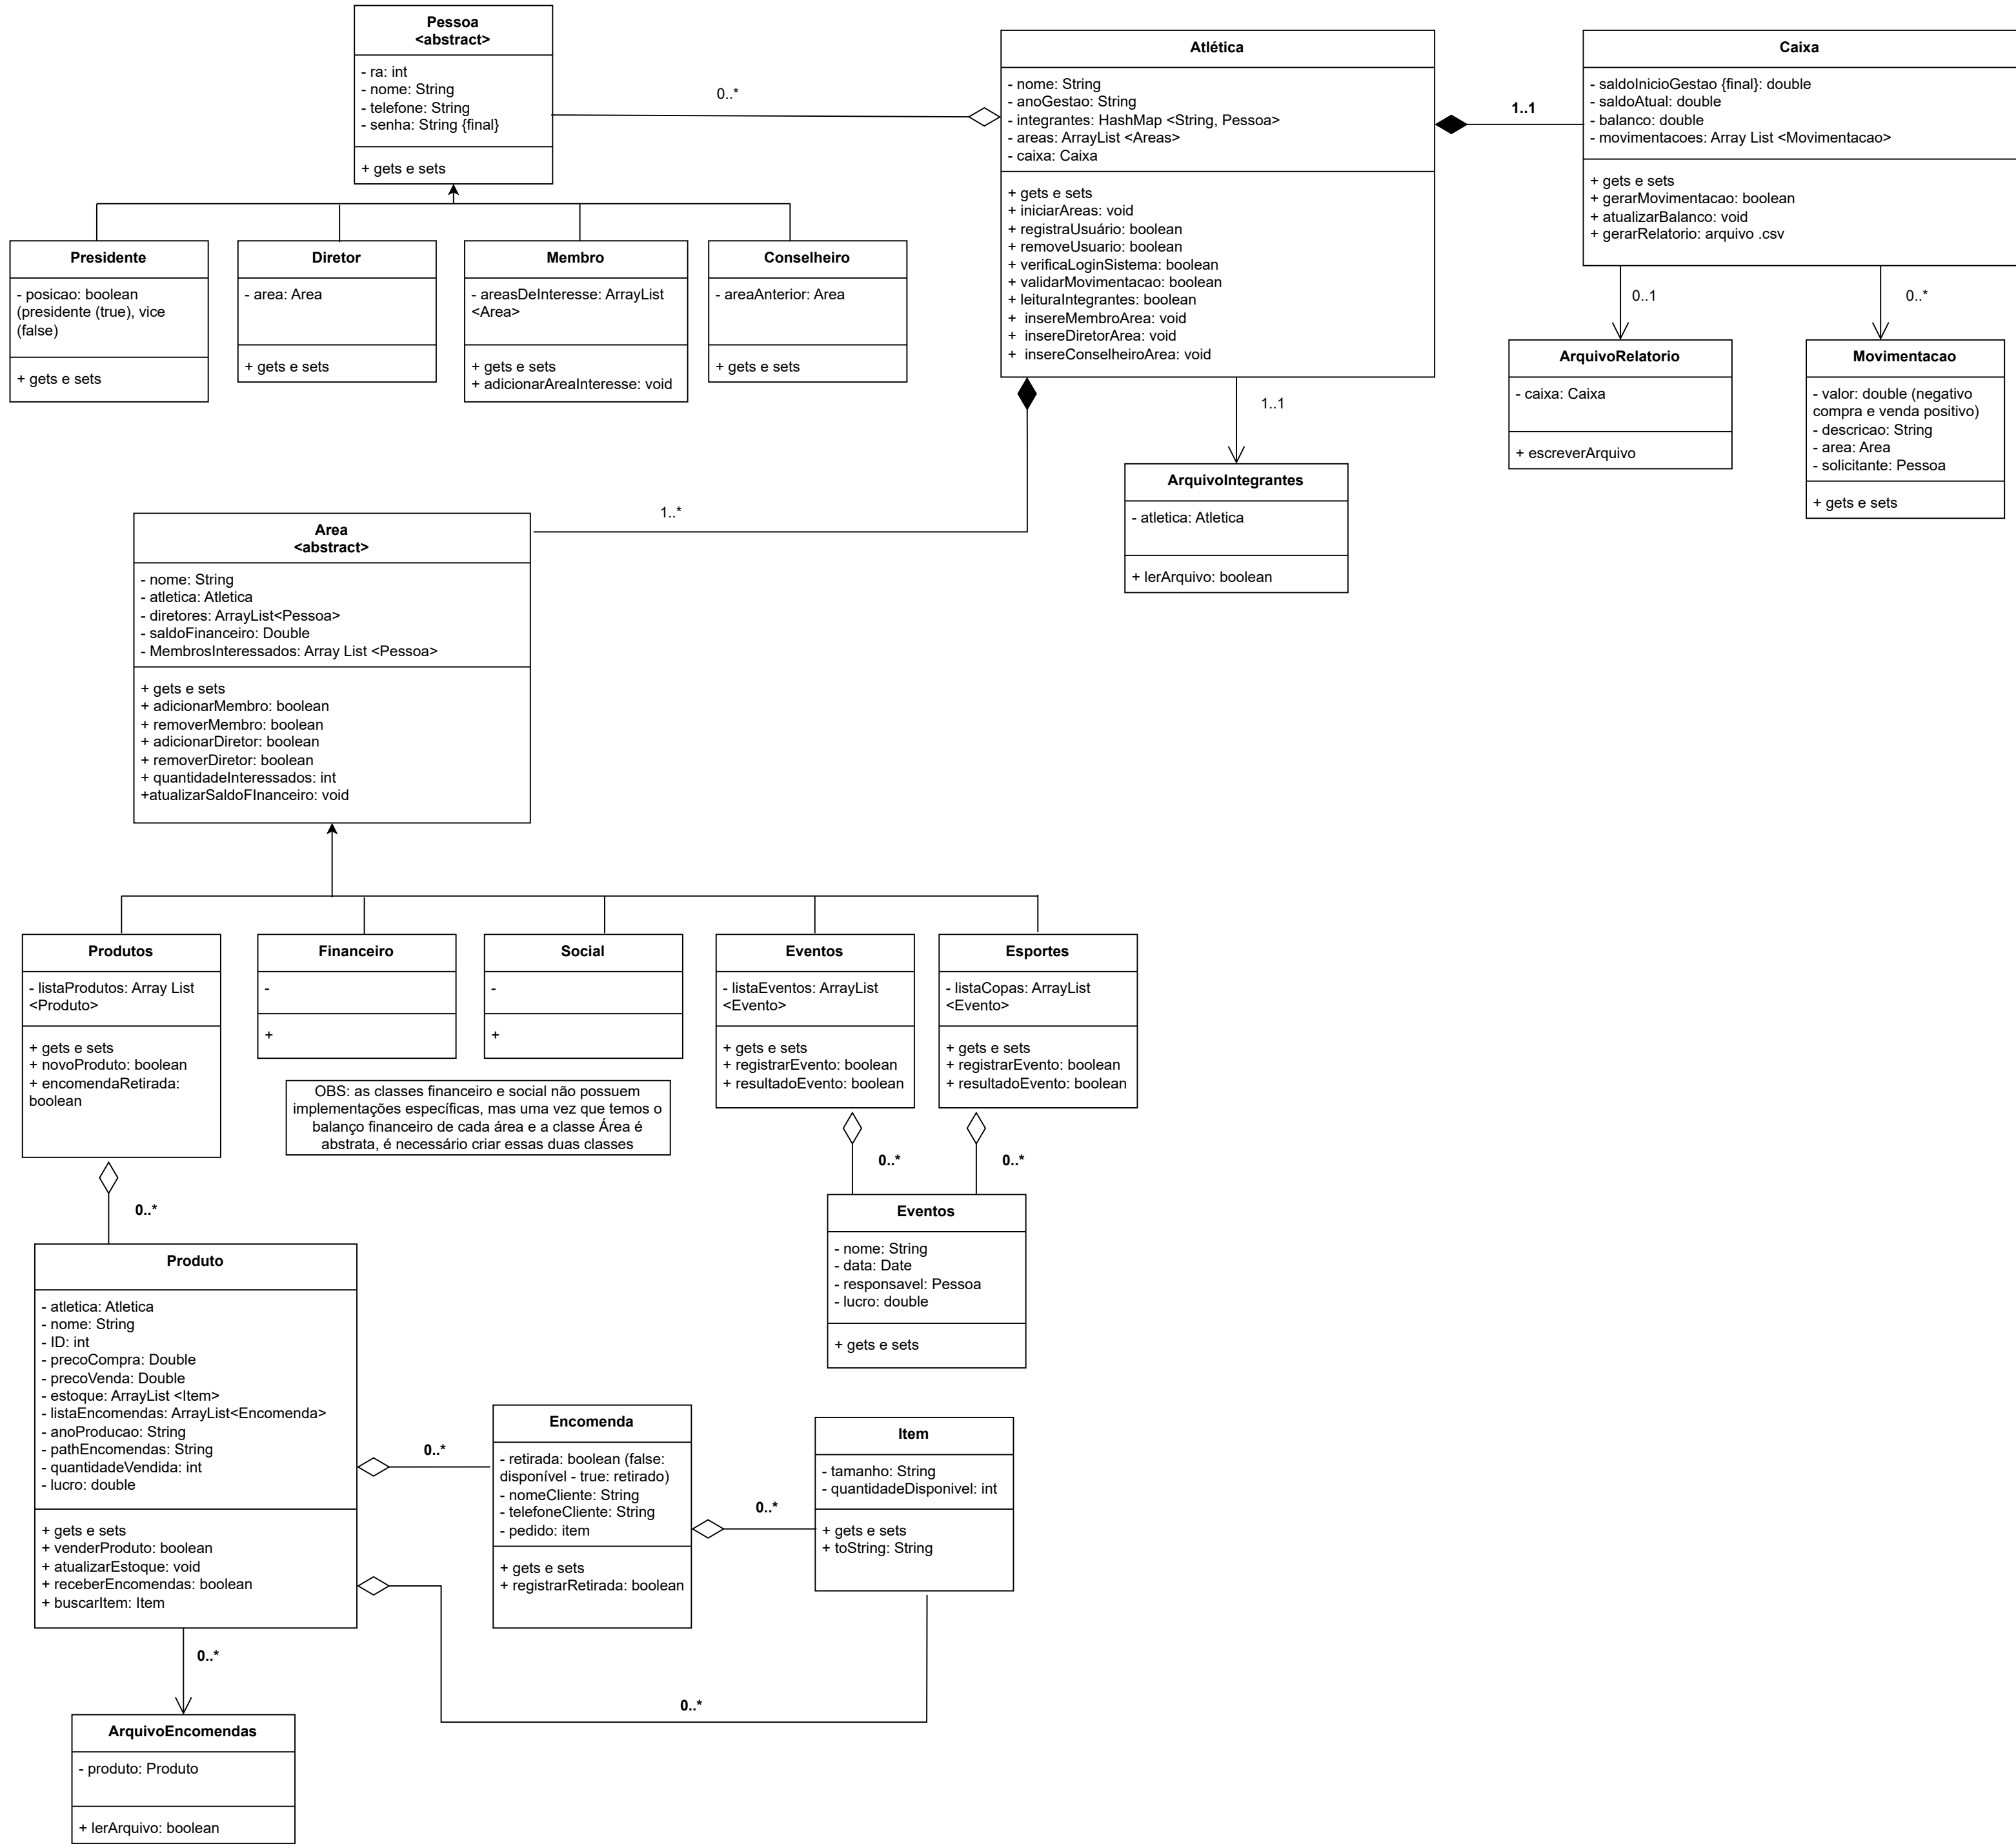 Pessoa
<abstract>
- ra: int
- nome: String
- telefone: String
- senha: String {final}
+ gets e sets
0..*
Atlética
- nome: String
- anoGestao: String
- integrantes: HashMap <String, Pessoa>
- areas: ArrayList <Areas>
- caixa: Caixa
+ gets e sets
+ iniciarAreas: void
+ registraUsuário: boolean
+ removeUsuario: boolean
+ verificaLoginSistema: boolean
+ validarMovimentacao: boolean
+ leituraIntegrantes: boolean
+  insereMembroArea: void
+  insereDiretorArea: void
+  insereConselheiroArea: void
1..1
Caixa
- saldoInicioGestao {final}: double
- saldoAtual: double
- balanco: double
- movimentacoes: Array List <Movimentacao>
+ gets e sets
+ gerarMovimentacao: boolean
+ atualizarBalanco: void
+ gerarRelatorio: arquivo .csv
Presidente
- posicao: boolean
(presidente (true), vice
(false)
+ gets e sets
Diretor
- area: Area
+ gets e sets
Membro
- areasDeInteresse: ArrayList
<Area>
+ gets e sets
+ adicionarAreaInteresse: void
Conselheiro
- areaAnterior: Area
+ gets e sets
0..1
0..*
ArquivoRelatorio
- caixa: Caixa
+ escreverArquivo
Movimentacao
- valor: double (negativo
compra e venda positivo)
- descricao: String
- area: Area
- solicitante: Pessoa
+ gets e sets
1..1
ArquivoIntegrantes
- atletica: Atletica
+ lerArquivo: boolean
1..*
Area
<abstract>
- nome: String
- atletica: Atletica
- diretores: ArrayList<Pessoa>
- saldoFinanceiro: Double
- MembrosInteressados: Array List <Pessoa>
+ gets e sets
+ adicionarMembro: boolean
+ removerMembro: boolean
+ adicionarDiretor: boolean
+ removerDiretor: boolean
+ quantidadeInteressados: int
+atualizarSaldoFInanceiro: void
Produtos
- listaProdutos: Array List
<Produto>
+ gets e sets
+ novoProduto: boolean
+ encomendaRetirada:
boolean
Financeiro
-
+
Social
-
+
Eventos
- listaEventos: ArrayList
<Evento>
+ gets e sets
+ registrarEvento: boolean
+ resultadoEvento: boolean
Esportes
- listaCopas: ArrayList
<Evento>
+ gets e sets
+ registrarEvento: boolean
+ resultadoEvento: boolean
OBS: as classes financeiro e social não possuem
implementações específicas, mas uma vez que temos o
balanço financeiro de cada área e a classe Área é
abstrata, é necessário criar essas duas classes
0..*
0..*
0..*
Eventos
- nome: String
- data: Date
- responsavel: Pessoa
- lucro: double
+ gets e sets
Produto
- atletica: Atletica
- nome: String
- ID: int
- precoCompra: Double
- precoVenda: Double
- estoque: ArrayList <Item>
- listaEncomendas: ArrayList<Encomenda>
- anoProducao: String
- pathEncomendas: String
- quantidadeVendida: int
- lucro: double
+ gets e sets
+ venderProduto: boolean
+ atualizarEstoque: void
+ receberEncomendas: boolean
+ buscarItem: Item
0..*
Encomenda
- retirada: boolean (false:
disponível - true: retirado)
- nomeCliente: String
- telefoneCliente: String
- pedido: item
+ gets e sets
+ registrarRetirada: boolean
0..*
Item
- tamanho: String
- quantidadeDisponivel: int
+ gets e sets
+ toString: String
0..*
0..*
ArquivoEncomendas
- produto: Produto
+ lerArquivo: boolean